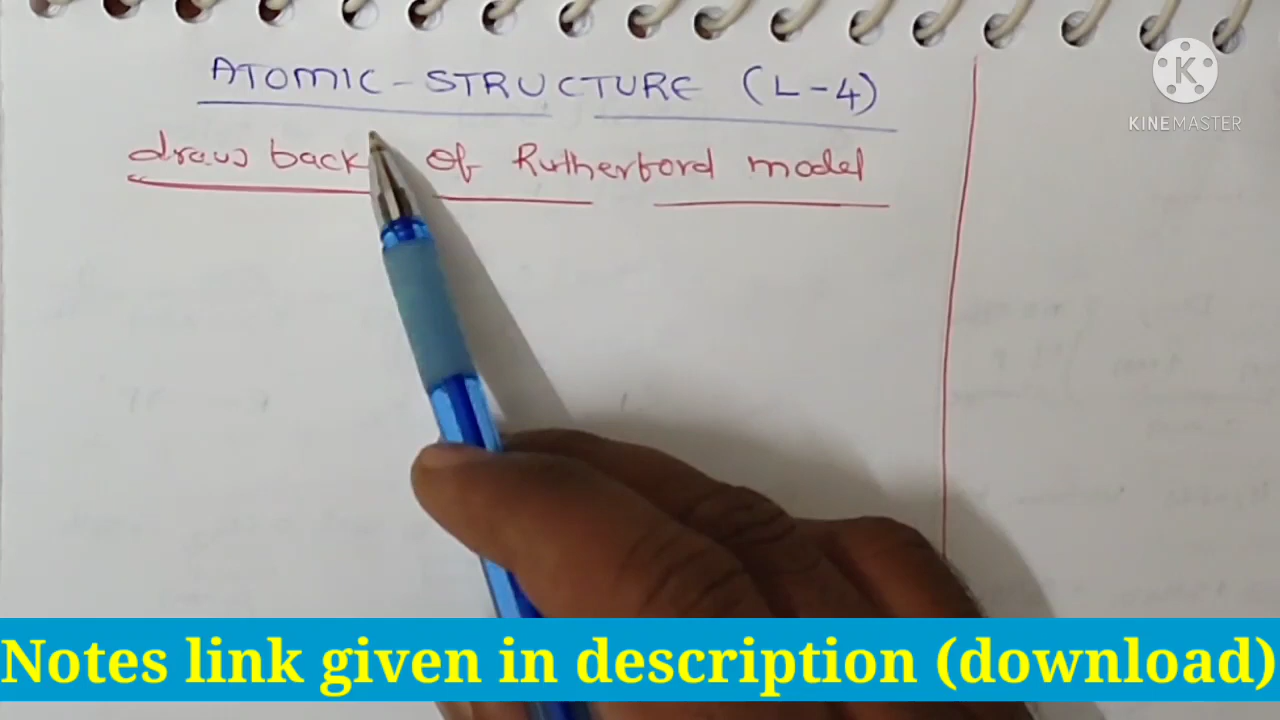 ATOMIC-STRUCTURE (L-4)
KINEMASTER
draw back of Rutherford model
Notes link given in description (download)